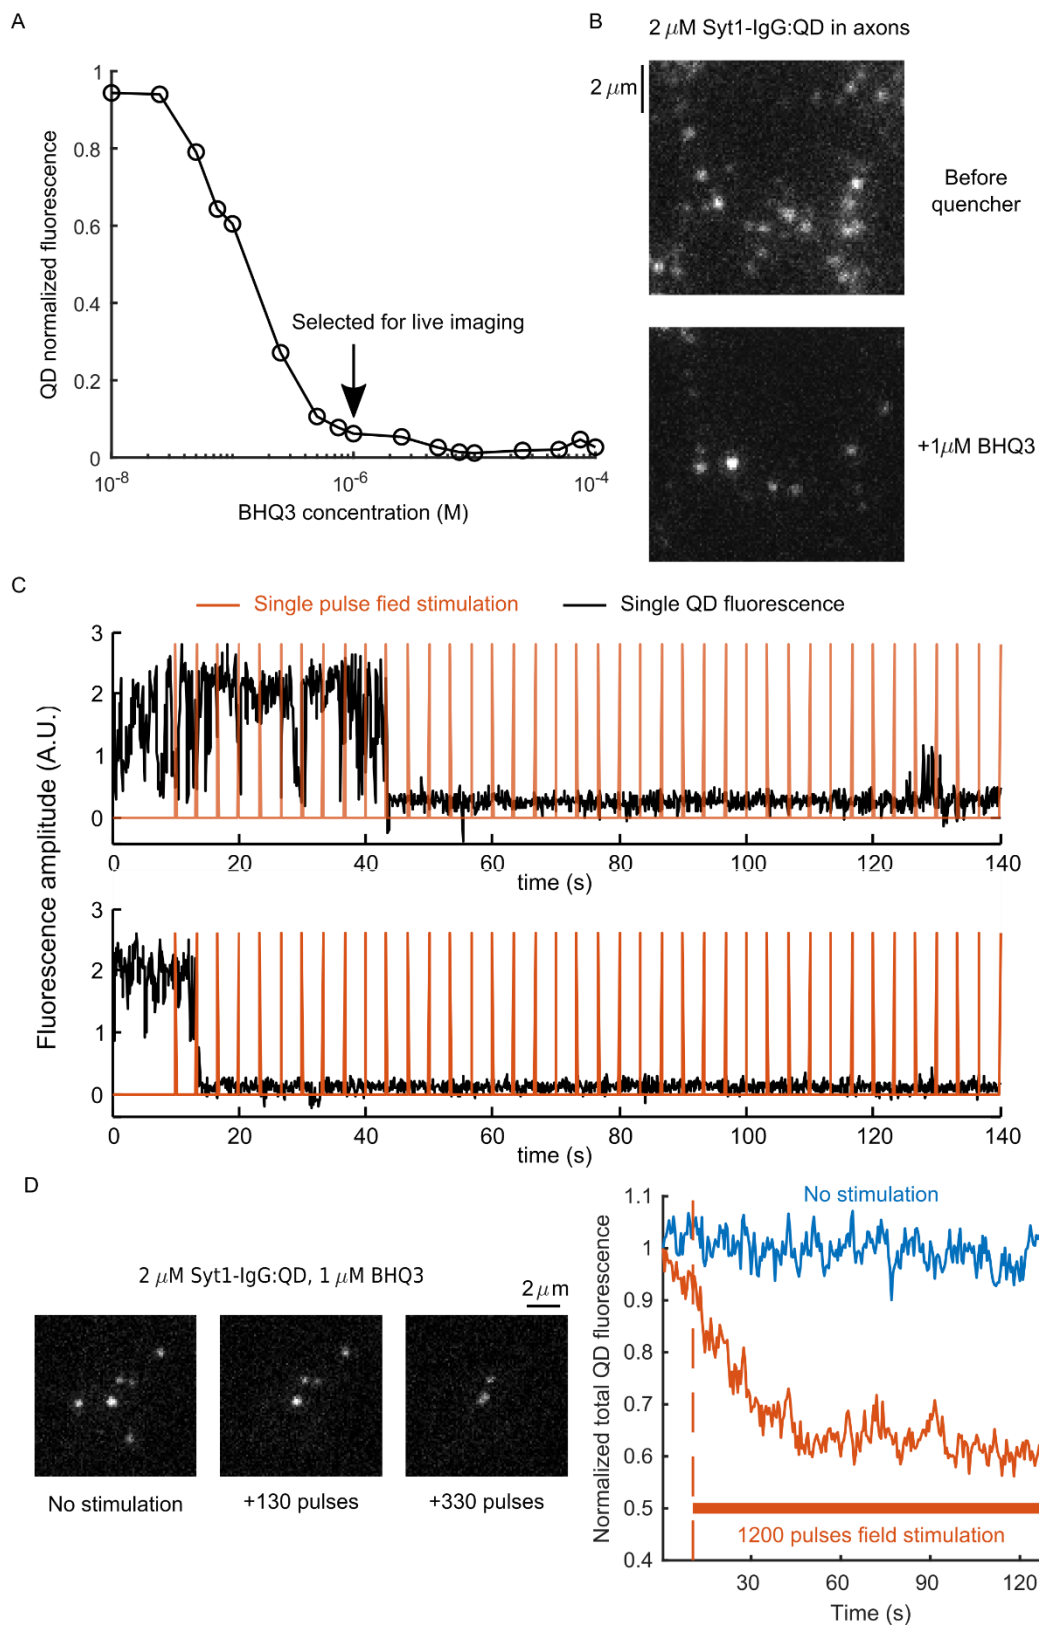 A
1
0.8
0.6
0.4
0.2
0
QD normalized fluorescence
Selected for live imaging
10⁻⁸
10⁻⁶
10⁻⁴
BHQ3 concentration (M)
B
2 μM Syt1-IgG:QD in axons
2 μm
Before
quencher
+1μM BHQ3
C
Single pulse fied stimulation
Single QD fluorescence
Fluorescence amplitude (A.U.)
3
2
1
0
0 20 40 60 80 100 120 140
time (s)
3
2
1
0
0 20 40 60 80 100 120 140
time (s)
D
2 μM Syt1-IgG:QD, 1 μM BHQ3
2 μm
No stimulation
+130 pulses
+330 pulses
Normalized total QD fluorescence
1.1
1
0.9
0.8
0.7
0.6
0.5
0.4
No stimulation
1200 pulses field stimulation
30 60 90 120
Time (s)